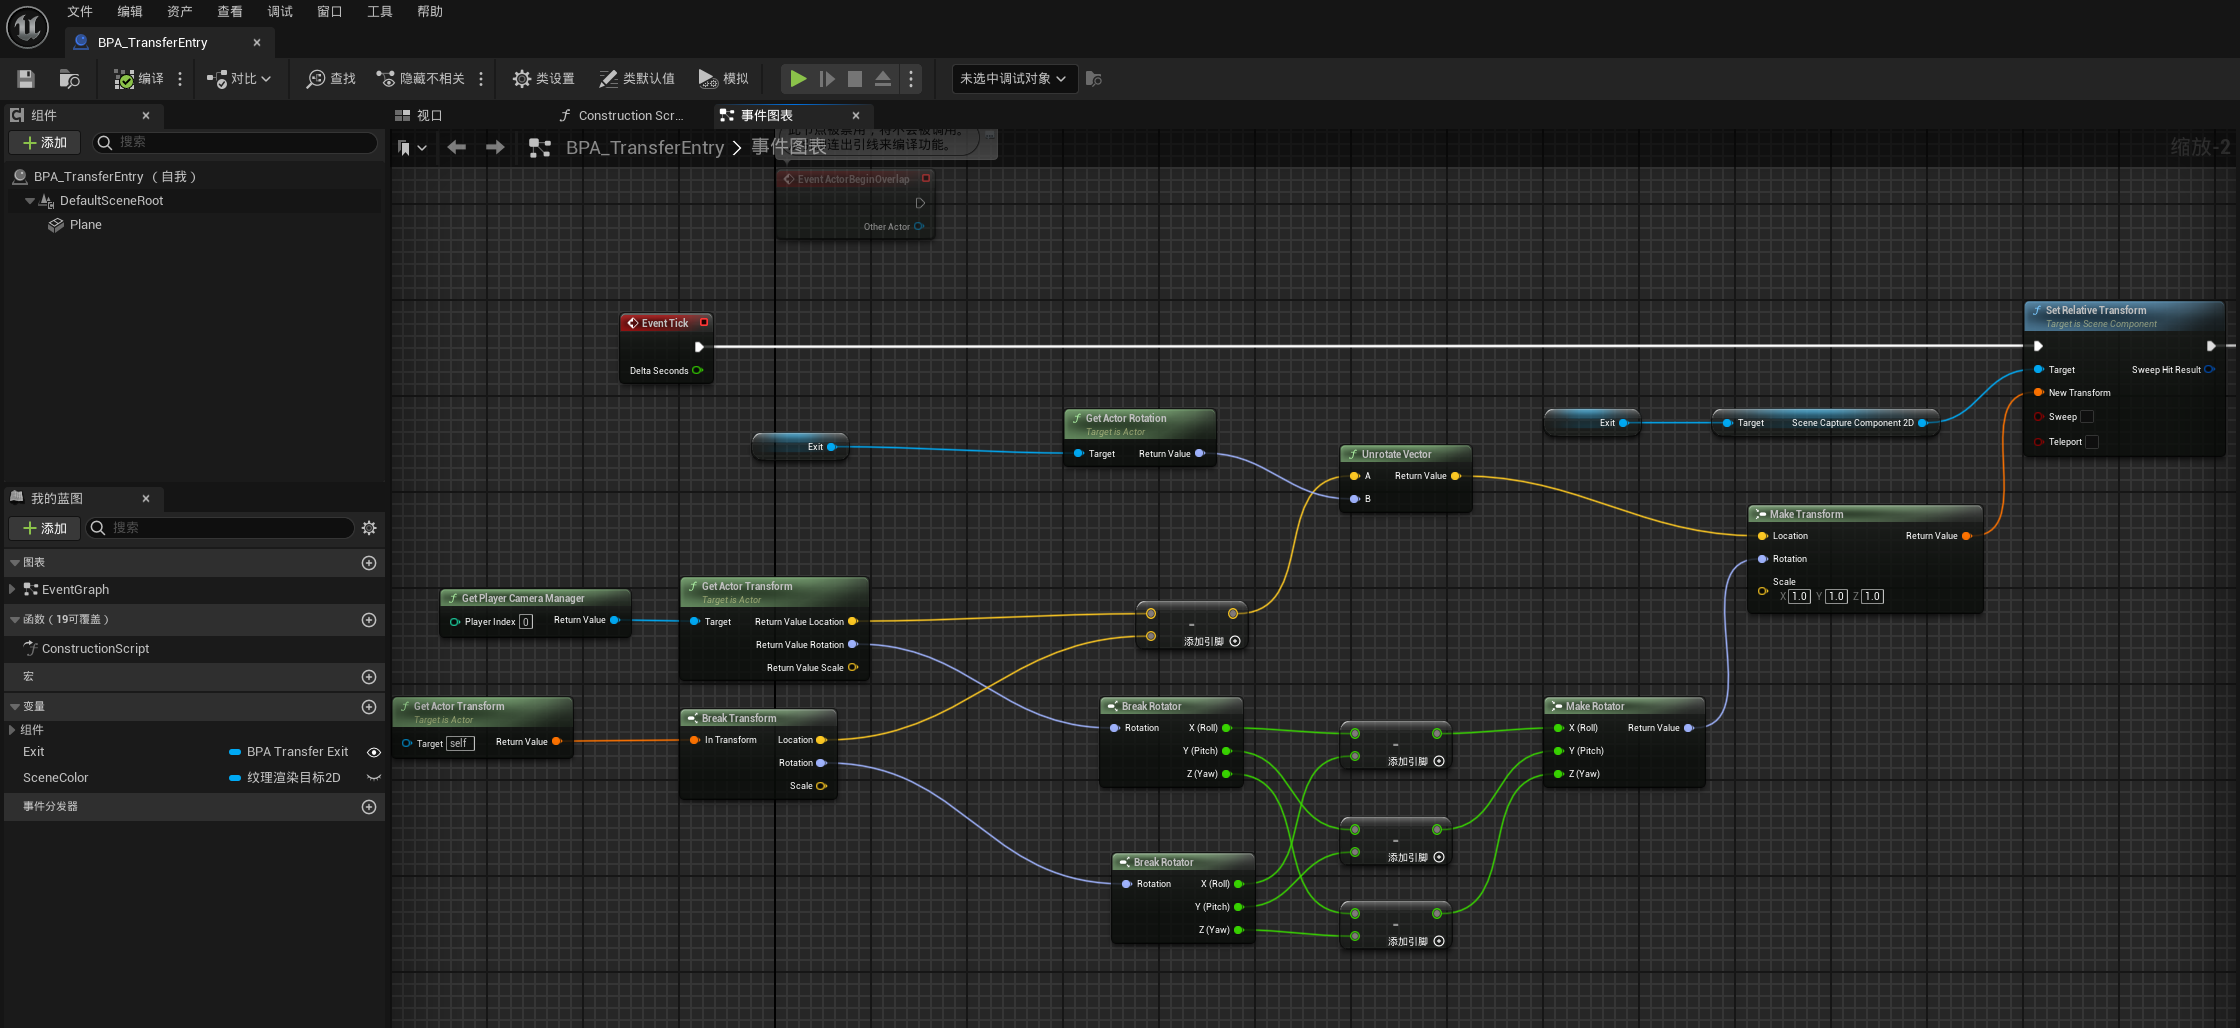 文件 编辑 资产 查看 调试 窗口 工具 帮助
BPA_TransferEntry
编译 对比 查找 隐藏不相关 类设置 类默认值 模拟 未选中调试对象
组件
添加 搜索
BPA_TransferEntry （自我）
DefaultSceneRoot
Plane
我的蓝图
添加 搜索
图表
EventGraph
函数（19可覆盖）
ConstructionScript
宏
变量
组件
Exit BPA Transfer Exit
SceneColor 纹理渲染目标2D
事件分发器
视口 Construction Scr... 事件图表
BPA_TransferEntry 事件图表
连出引线来编译功能。
缩放-2
Event ActorBeginOverlap
Other Actor
Event Tick
Delta Seconds
Exit
Get Actor Rotation
Target is Actor
Target Return Value
Unrotate Vector
A Return Value
B
Exit
Target Scene Capture Component 2D
Set Relative Transform
Target is Scene Component
Target Sweep Hit Result
New Transform
Sweep
Teleport
Make Transform
Location Return Value
Rotation
Scale
X 1.0 Y 1.0 Z 1.0
Get Player Camera Manager
Player Index 0 Return Value
Get Actor Transform
Target is Actor
Target Return Value Location
Return Value Rotation
Return Value Scale
-
添加引脚
Get Actor Transform
Target is Actor
Target self Return Value
Break Transform
In Transform Location
Rotation
Scale
Break Rotator
Rotation X (Roll)
Y (Pitch)
Z (Yaw)
Break Rotator
Rotation X (Roll)
Y (Pitch)
Z (Yaw)
-
添加引脚
-
添加引脚
-
添加引脚
Make Rotator
X (Roll) Return Value
Y (Pitch)
Z (Yaw)